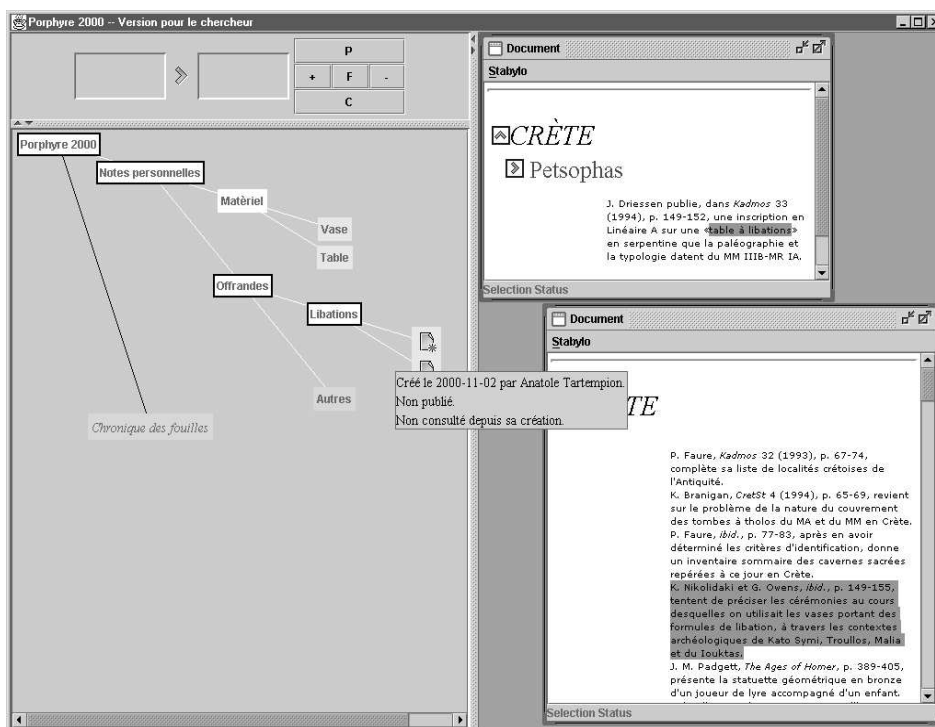 Porphyre 2000 -- Version pour le chercheur
P
+ F -
C
Porphyre 2000
Notes personnelles
Matèriel
Vase
Table
Offrandes
Libations
Autres
Chronique des fouilles
Créé le 2000-11-02 par Anatole Tartempion.
Non publié.
Non consulté depuis sa création.
Document
Stabylo
CRÈTE
Petsophas
J. Driessen publie, dans Kadmos 33
(1994), p. 149-152, une inscription en
Linéaire A sur une «table à libations»
en serpentine que la paléographie et
la typologie datent du MM IIIB-MR IA.
Selection Status
Document
Stabylo
TE
P. Faure, Kadmos 32 (1993), p. 67-74,
complète sa liste de localités crétoises de
l'Antiquité.
K. Branigan, CretSt 4 (1994), p. 65-69, revient
sur le problème de la nature du couvrement
des tombes à tholos du MA et du MM en Crète.
P. Faure, ibid., p. 77-83, après en avoir
déterminé les critères d'identification, donne
un inventaire sommaire des cavernes sacrées
repérées à ce jour en Crète.
K. Nikolidaki et G. Owens, ibid., p. 149-155,
tentent de préciser les cérémonies au cours
desquelles on utilisait les vases portant des
formules de libation, à travers les contextes
archéologiques de Kato Symi, Troullos, Malia
et du Iouktas.
J. M. Padgett, The Ages of Homer, p. 389-405,
présente la statuette géométrique en bronze
d'un joueur de lyre accompagné d'un enfant.
Selection Status